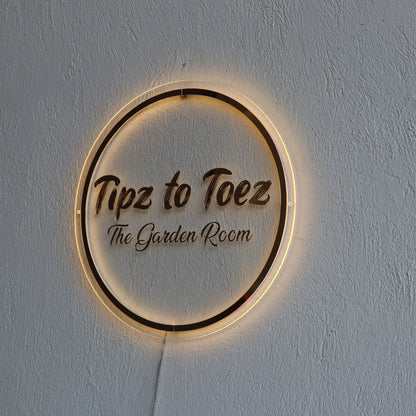 Tipz to Toez
The Garden Room